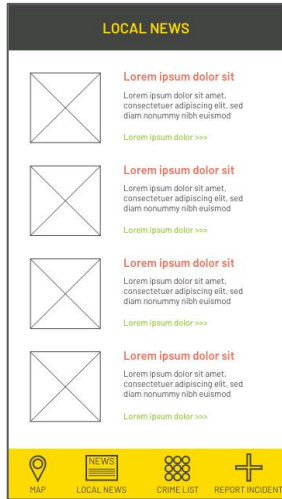 LOCAL NEWS
Lorem ipsum dolor sit
Lorem ipsum dolor sit amet,
consectetuer adipiscing elit, sed
diam nonummy nibh euismod
Lorem ipsum dolor >>>
Lorem ipsum dolor sit
Lorem ipsum dolor sit amet,
consectetuer adipiscing elit, sed
diam nonummy nibh euismod
Lorem ipsum dolor >>>
Lorem ipsum dolor sit
Lorem ipsum dolor sit amet,
consectetuer adipiscing elit, sed
diam nonummy nibh euismod
Lorem ipsum dolor >>>
Lorem ipsum dolor sit
Lorem ipsum dolor sit amet,
consectetuer adipiscing elit, sed
diam nonummy nibh euismod
Lorem ipsum dolor >>>
NEWS
MAP LOCAL NEWS CRIME LIST REPORT INCIDENT